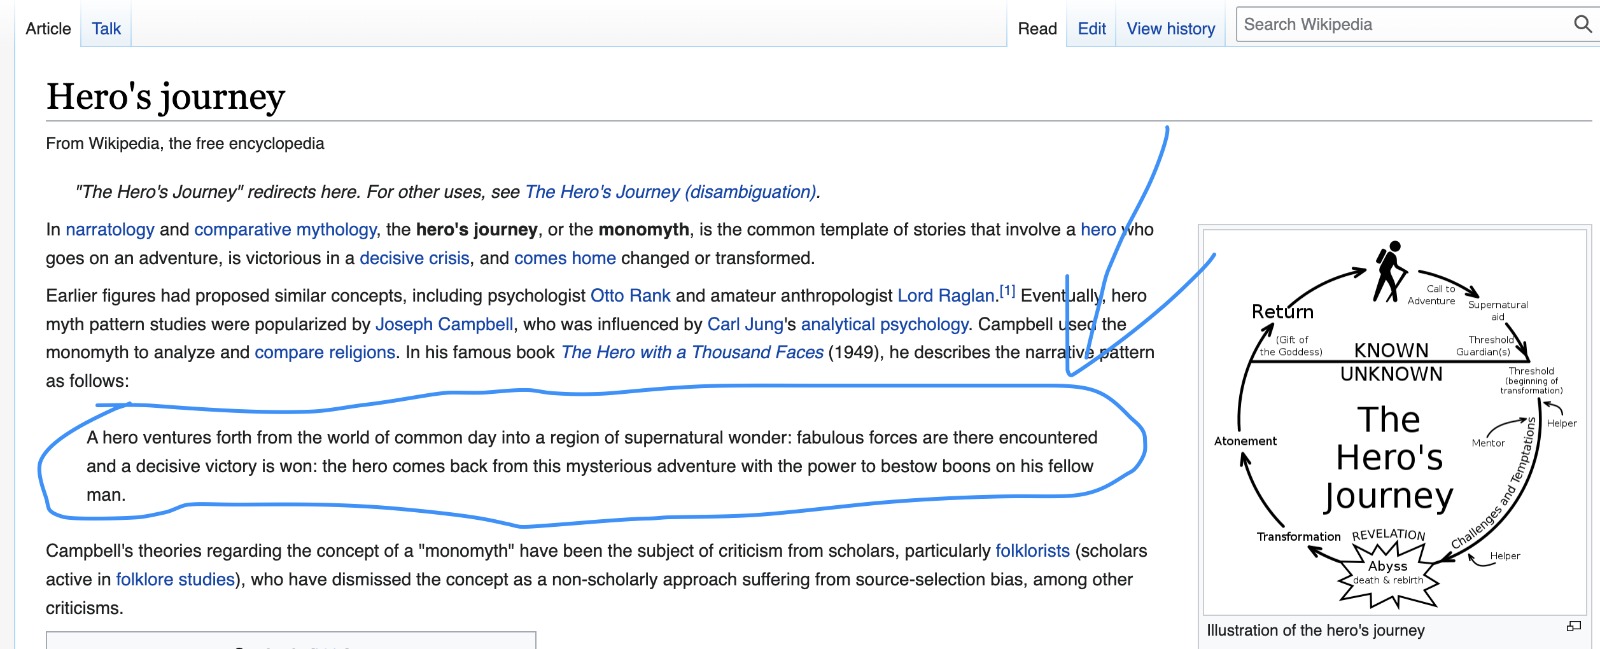 Article Talk Read Edit View history Search Wikipedia
Hero's journey
From Wikipedia, the free encyclopedia
"The Hero's Journey" redirects here. For other uses, see The Hero's Journey (disambiguation).
In narratology and comparative mythology, the hero's journey, or the monomyth, is the common template of stories that involve a hero who
goes on an adventure, is victorious in a decisive crisis, and comes home changed or transformed.
Earlier figures had proposed similar concepts, including psychologist Otto Rank and amateur anthropologist Lord Raglan.[1] Eventually, hero
myth pattern studies were popularized by Joseph Campbell, who was influenced by Carl Jung's analytical psychology. Campbell used the
monomyth to analyze and compare religions. In his famous book The Hero with a Thousand Faces (1949), he describes the narrative pattern
as follows:
A hero ventures forth from the world of common day into a region of supernatural wonder: fabulous forces are there encountered
and a decisive victory is won: the hero comes back from this mysterious adventure with the power to bestow boons on his fellow
man.
Campbell's theories regarding the concept of a "monomyth" have been the subject of criticism from scholars, particularly folklorists (scholars
active in folklore studies), who have dismissed the concept as a non-scholarly approach suffering from source-selection bias, among other
criticisms.
Call to
Adventure
Supernatural
aid
Return
(Gift of
the Goddess)
Threshold
Guardian(s)
KNOWN
UNKNOWN
Threshold
(beginning of
transformation)
Helper
Mentor
The
Hero's
Journey
Challenges and Temptations
Atonement
Transformation
REVELATION
Abyss
death & rebirth
Helper
Illustration of the hero's journey